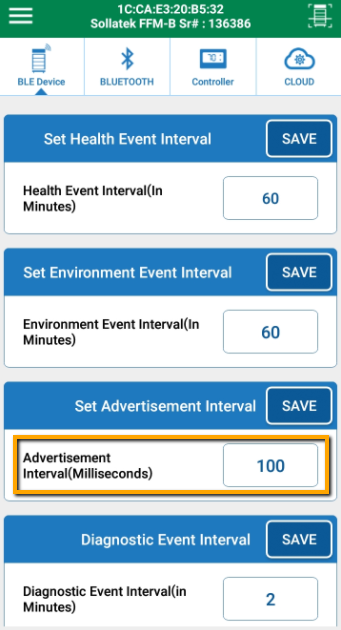 1C:CA:E3:20:B5:32
Sollatek FFM-B Sr# : 136386
BLE Device
BLUETOOTH
Controller
CLOUD
Set Health Event Interval
SAVE
Health Event Interval(In
Minutes)
60
Set Environment Event Interval
SAVE
Environment Event Interval(In
Minutes)
60
Set Advertisement Interval
SAVE
Advertisement
Interval(Milliseconds)
100
Diagnostic Event Interval
SAVE
Diagnostic Event Interval(in
Minutes)
2